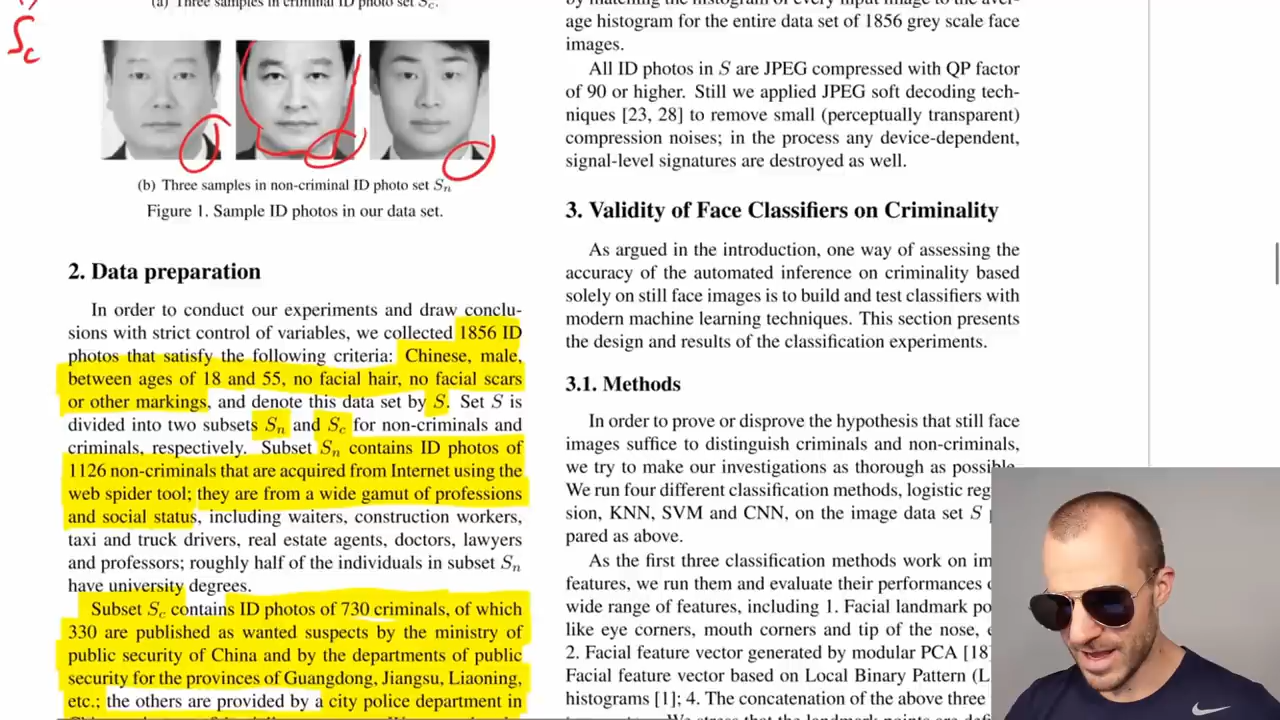 (a) Three samples in criminal ID photo set Sc.
Sc
(b) Three samples in non-criminal ID photo set Sn
Figure 1. Sample ID photos in our data set.
2. Data preparation
In order to conduct our experiments and draw conclu-
sions with strict control of variables, we collected 1856 ID
photos that satisfy the following criteria: Chinese, male,
between ages of 18 and 55, no facial hair, no facial scars
or other markings, and denote this data set by S. Set S is
divided into two subsets Sn and Sc for non-criminals and
criminals, respectively. Subset Sn contains ID photos of
1126 non-criminals that are acquired from Internet using the
web spider tool; they are from a wide gamut of professions
and social status, including waiters, construction workers,
taxi and truck drivers, real estate agents, doctors, lawyers
and professors; roughly half of the individuals in subset Sn
have university degrees.
Subset Sc contains ID photos of 730 criminals, of which
330 are published as wanted suspects by the ministry of
public security of China and by the departments of public
security for the provinces of Guangdong, Jiangsu, Liaoning,
etc.; the others are provided by a city police department in
by matching the histogram of every input image to the aver-
age histogram for the entire data set of 1856 grey scale face
images.
All ID photos in S are JPEG compressed with QP factor
of 90 or higher. Still we applied JPEG soft decoding tech-
niques [23, 28] to remove small (perceptually transparent)
compression noises; in the process any device-dependent,
signal-level signatures are destroyed as well.
3. Validity of Face Classifiers on Criminality
As argued in the introduction, one way of assessing the
accuracy of the automated inference on criminality based
solely on still face images is to build and test classifiers with
modern machine learning techniques. This section presents
the design and results of the classification experiments.
3.1. Methods
In order to prove or disprove the hypothesis that still face
images suffice to distinguish criminals and non-criminals,
we try to make our investigations as thorough as possible.
We run four different classification methods, logistic reg
sion, KNN, SVM and CNN, on the image data set S
pared as above.
As the first three classification methods work on im
features, we run them and evaluate their performances
wide range of features, including 1. Facial landmark po
like eye corners, mouth corners and tip of the nose,
2. Facial feature vector generated by modular PCA [18]
Facial feature vector based on Local Binary Pattern (L
histograms [1]; 4. The concatenation of the above three